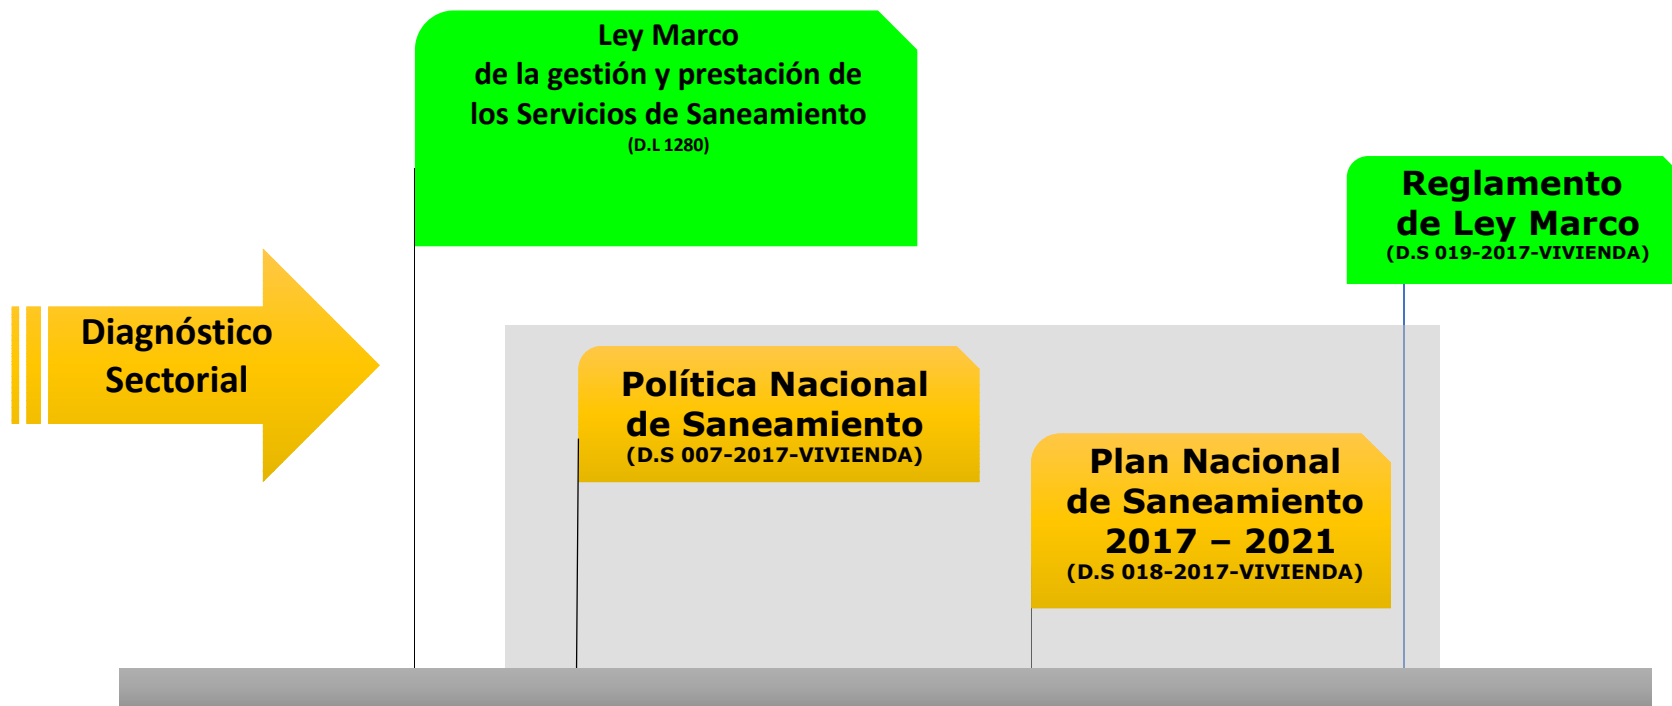 Ley Marco
de la gestión y prestación de
los Servicios de Saneamiento
(D.L 1280)
Reglamento
de Ley Marco
(D.S 019-2017-VIVIENDA)
Diagnóstico
Sectorial
Política Nacional
de Saneamiento
(D.S 007-2017-VIVIENDA)
Plan Nacional
de Saneamiento
2017 – 2021
(D.S 018-2017-VIVIENDA)